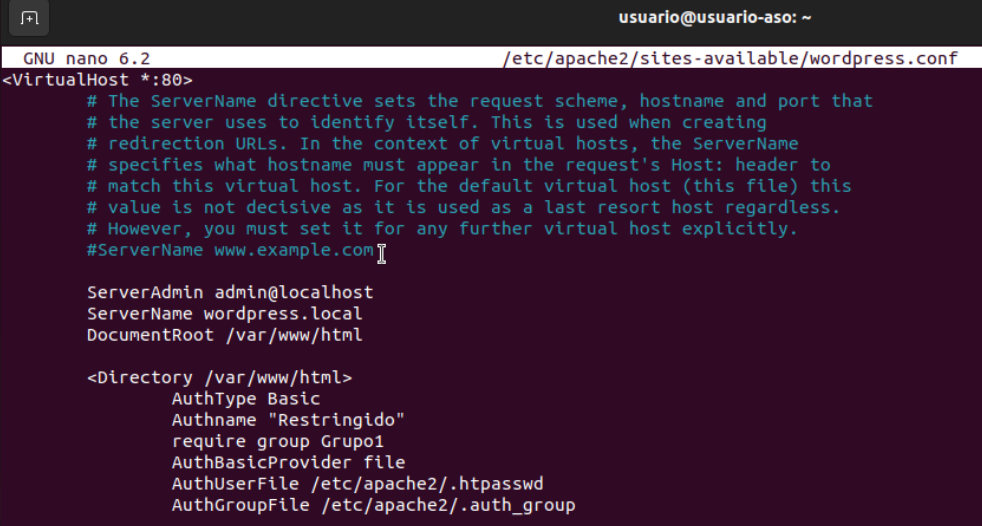 usuario@usuario-aso: ~
GNU nano 6.2 /etc/apache2/sites-available/wordpress.conf
<VirtualHost *:80>
# The ServerName directive sets the request scheme, hostname and port that
# the server uses to identify itself. This is used when creating
# redirection URLs. In the context of virtual hosts, the ServerName
# specifies what hostname must appear in the request's Host: header to
# match this virtual host. For the default virtual host (this file) this
# value is not decisive as it is used as a last resort host regardless.
# However, you must set it for any further virtual host explicitly.
#ServerName www.example.com
ServerAdmin admin@localhost
ServerName wordpress.local
DocumentRoot /var/www/html
<Directory /var/www/html>
AuthType Basic
Authname "Restringido"
require group Grupo1
AuthBasicProvider file
AuthUserFile /etc/apache2/.htpasswd
AuthGroupFile /etc/apache2/.auth_group